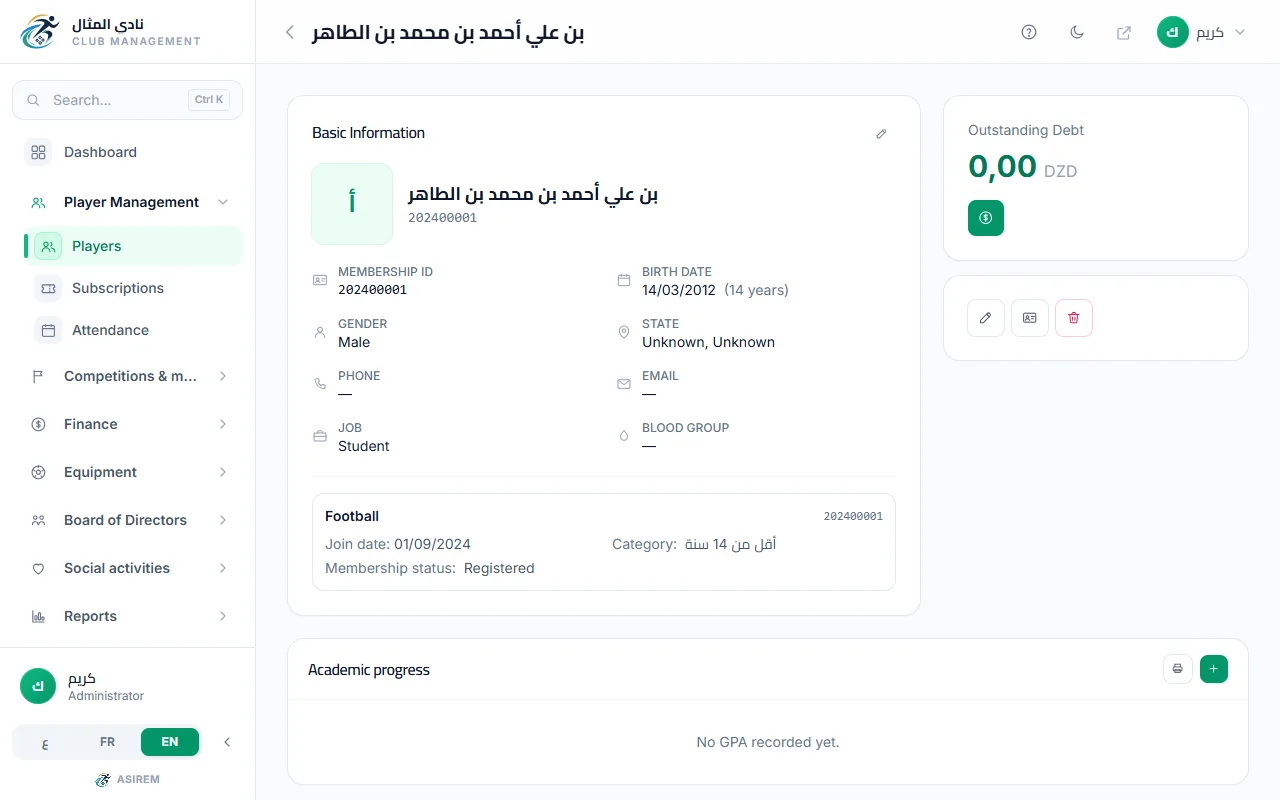 نادي المثال
CLUB MANAGEMENT
Search...
Ctrl K
Dashboard
Player Management
Players
Subscriptions
Attendance
Competitions & m...
Finance
Equipment
Board of Directors
Social activities
Reports
ك
كريم
Administrator
ع
FR
EN
ASIREM
بن علي أحمد بن محمد بن الطاهر
ك
كريم
Basic Information
أ
بن علي أحمد بن محمد بن الطاهر
202400001
MEMBERSHIP ID
202400001
BIRTH DATE
14/03/2012 (14 years)
GENDER
Male
STATE
Unknown, Unknown
PHONE
—
EMAIL
—
JOB
Student
BLOOD GROUP
—
Football
202400001
Join date: 01/09/2024
Category: أقل من 14 سنة
Membership status: Registered
Outstanding Debt
0,00 DZD
Academic progress
No GPA recorded yet.